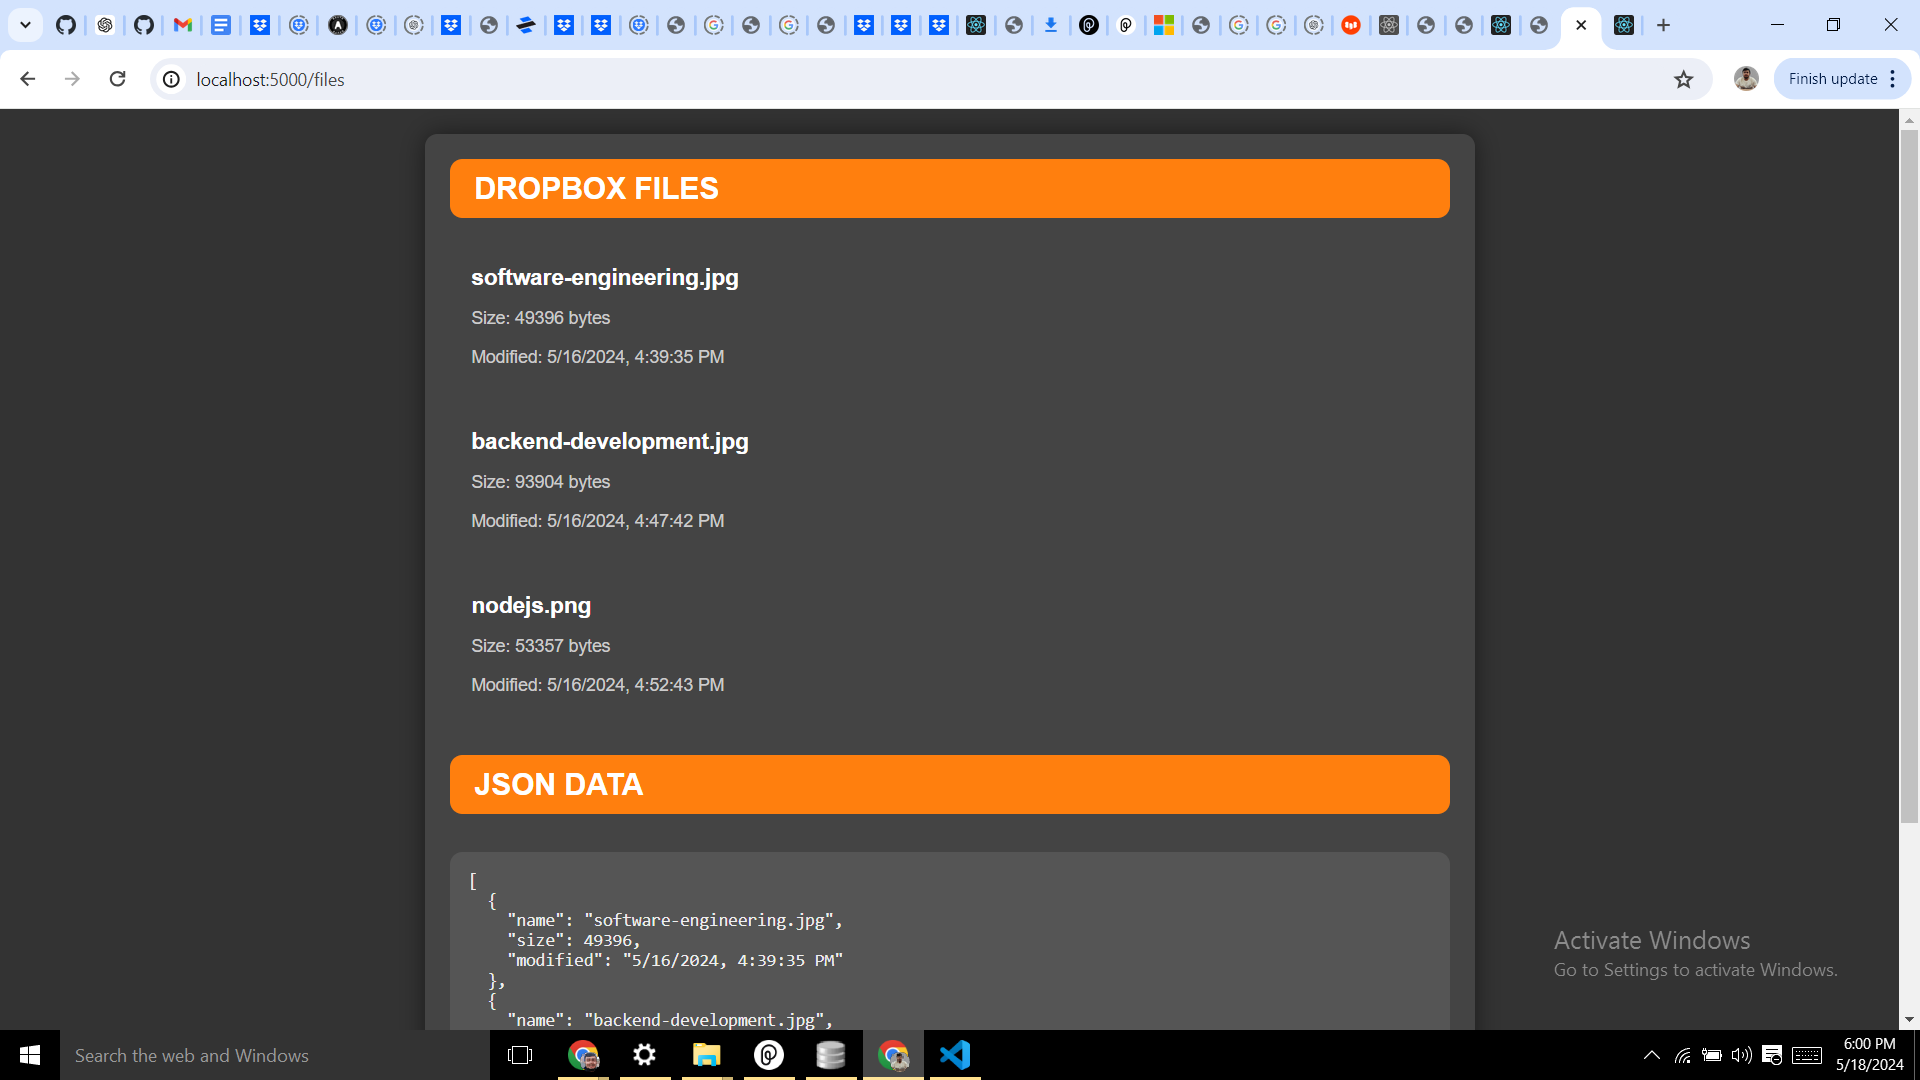 localhost:5000/files
Finish update
DROPBOX FILES
software-engineering.jpg
Size: 49396 bytes
Modified: 5/16/2024, 4:39:35 PM
backend-development.jpg
Size: 93904 bytes
Modified: 5/16/2024, 4:47:42 PM
nodejs.png
Size: 53357 bytes
Modified: 5/16/2024, 4:52:43 PM
JSON DATA
[
{
"name": "software-engineering.jpg",
"size": 49396,
"modified": "5/16/2024, 4:39:35 PM"
},
{
"name": "backend-development.jpg",
Activate Windows
Go to Settings to activate Windows.
Search the web and Windows
6:00 PM
5/18/2024